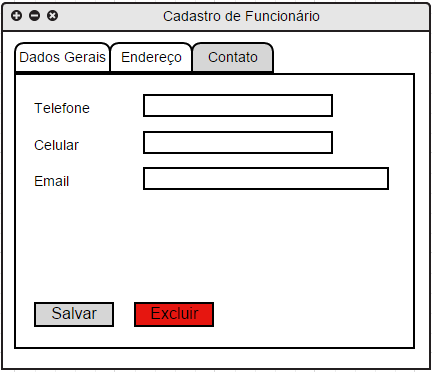 Cadastro de Funcionário
Dados Gerais Endereço Contato
Telefone
Celular
Email
Salvar Excluir